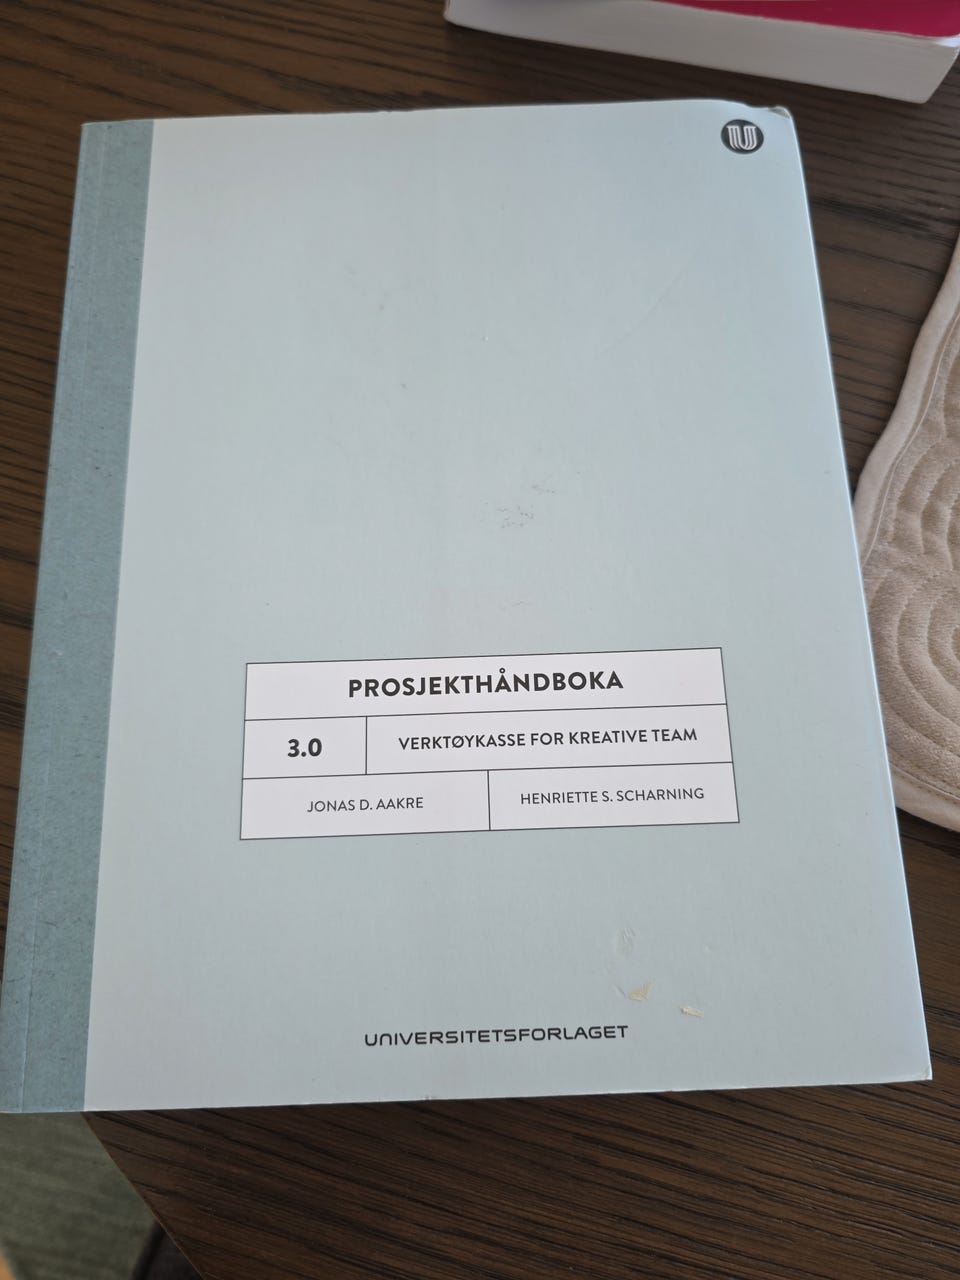 PROSJEKTHÅNDBOKA
3.0 VERKTØYKASSE FOR KREATIVE TEAM
JONAS D. AAKRE HENRIETTE S. SCHARNING
UNIVERSITETSFORLAGET